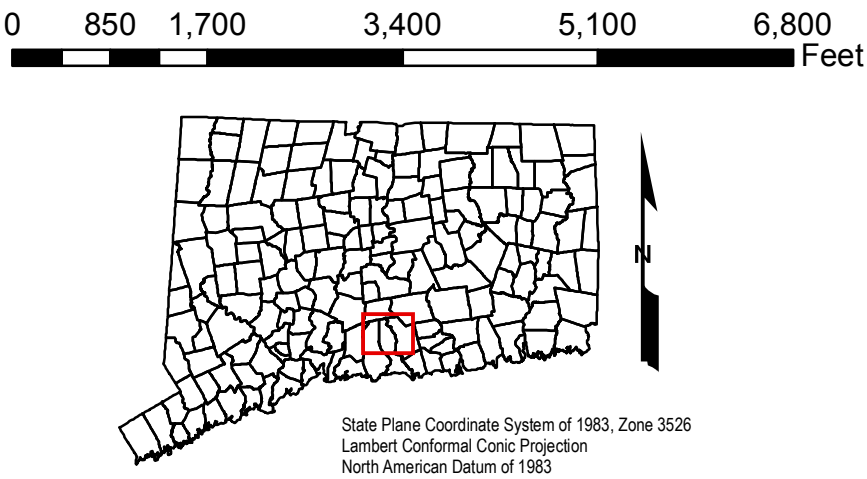 0 850 1,700 3,400 5,100 6,800
Feet
N
State Plane Coordinate System of 1983, Zone 3526
Lambert Conformal Conic Projection
North American Datum of 1983